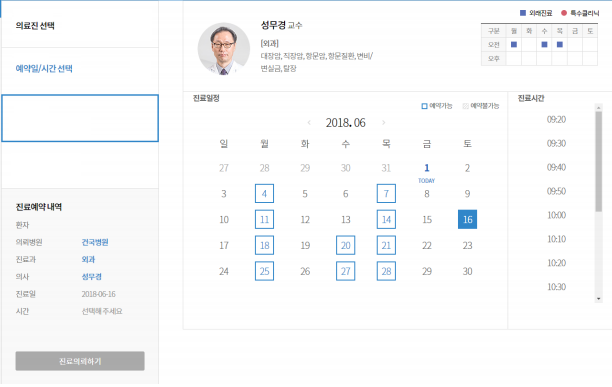 의료진 선택
예약일/시간 선택
진료예약 내역
환자
의뢰병원 건국병원
진료과 외과
의사 성무경
진료일 2018-06-16
시간 선택해 주세요
진료의뢰하기
성무경 교수
[외과]
대장암, 직장암, 항문암, 항문질환, 변비/
변실금, 탈장
외래진료 특수클리닉
구분 월 화 수 목 금 토
오전
오후
진료일정
예약가능 예약불가능
2018. 06
일 월 화 수 목 금 토
27 28 29 30 31 1 2
TODAY
3 4 5 6 7 8 9
10 11 12 13 14 15 16
17 18 19 20 21 22 23
24 25 26 27 28 29 30
진료시간
09:20
09:30
09:40
09:50
10:00
10:10
10:20
10:30